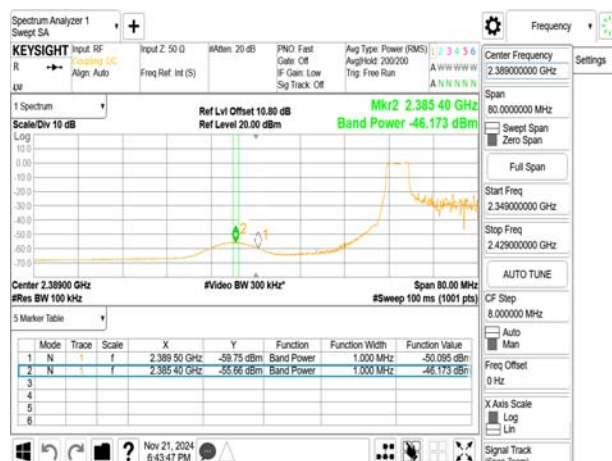 Spectrum Analyzer 1
Swept SA
Frequency
KEYSIGHT
R
Input: RF
Coupling: DC
Align: Auto
Input Z: 50 Ω
Freq Ref: Int (S)
#Atten: 20 dB
PNO: Fast
Gate: Off
IF Gain: Low
Sig Track: Off
Avg Type: Power (RMS)
Avg|Hold: 200/200
Trig: Free Run
1 2 3 4 5 6
A W W W W W
A N N N N N
1 Spectrum
Scale/Div 10 dB
Log
Ref Lvl Offset 10.80 dB
Ref Level 20.00 dBm
Mkr2 2.385 40 GHz
Band Power -46.173 dBm
10.0
0.00
-10.0
-20.0
-30.0
-40.0
-50.0
-60.0
-70.0
2
1
Center 2.38900 GHz
#Res BW 100 kHz
#Video BW 300 kHz*
Span 80.00 MHz
#Sweep 100 ms (1001 pts)
5 Marker Table
Mode Trace Scale X Y Function Function Width Function Value
1 N 1 f 2.389 50 GHz -59.75 dBm Band Power 1.000 MHz -50.095 dBm
2 N 1 f 2.385 40 GHz -55.66 dBm Band Power 1.000 MHz -46.173 dBm
3
4
5
6
Nov 21, 2024
6:43:47 PM
Center Frequency
2.389000000 GHz
Settings
Span
80.0000000 MHz
Swept Span
Zero Span
Full Span
Start Freq
2.349000000 GHz
Stop Freq
2.429000000 GHz
AUTO TUNE
CF Step
8.000000 MHz
Auto
Man
Freq Offset
0 Hz
X Axis Scale
Log
Lin
Signal Track